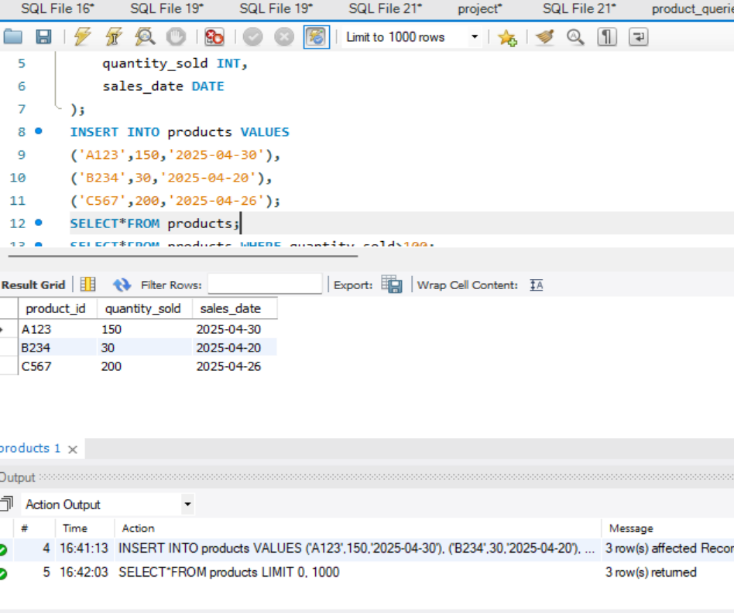 SQL File 16* SQL File 19* SQL File 19* SQL File 21* project* SQL File 21* product_querie
Limit to 1000 rows
5 quantity_sold INT,
6 sales_date DATE
7 );
8 INSERT INTO products VALUES
9 ('A123',150,'2025-04-30'),
10 ('B234',30,'2025-04-20'),
11 ('C567',200,'2025-04-26');
12 SELECT*FROM products;
13 SELECT*FROM products WHERE quantity_sold>100;
Result Grid Filter Rows: Export: Wrap Cell Content: IA
product_id quantity_sold sales_date
A123 150 2025-04-30
B234 30 2025-04-20
C567 200 2025-04-26
products 1
Output
Action Output
# Time Action Message
4 16:41:13 INSERT INTO products VALUES ('A123',150,'2025-04-30'), ('B234',30,'2025-04-20'), ... 3 row(s) affected Recor
5 16:42:03 SELECT*FROM products LIMIT 0, 1000 3 row(s) returned